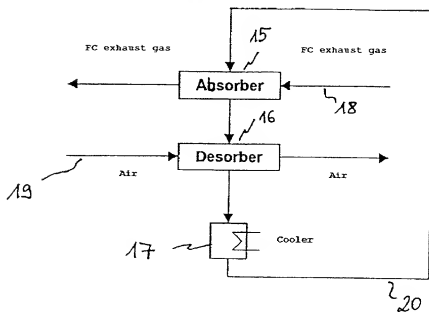 15
FC exhaust gas
FC exhaust gas
Absorber
18
16
Desorber
19
Air
Air
17
Cooler
20